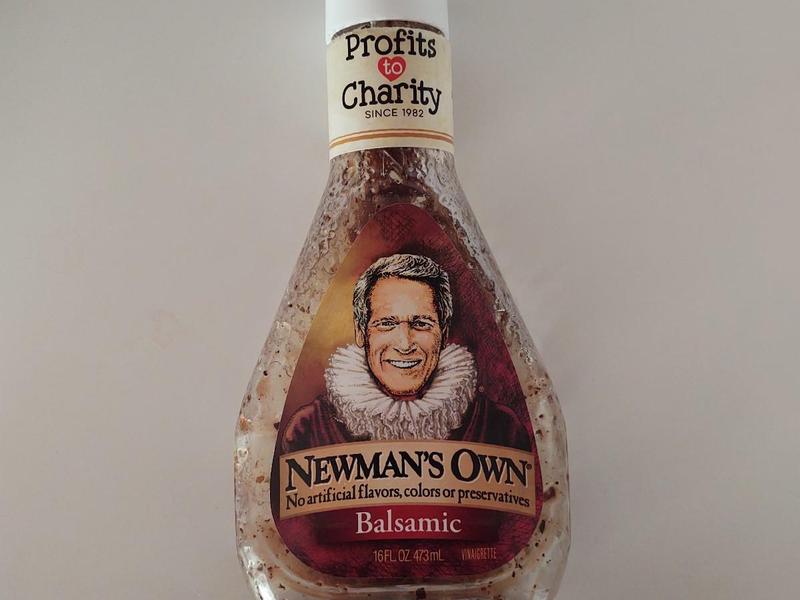 Profits
to
Charity
SINCE 1982
NEWMAN'S OWN®
No artificial flavors, colors or preservatives
Balsamic
16 FL. OZ. 473mL VINAIGRETTE